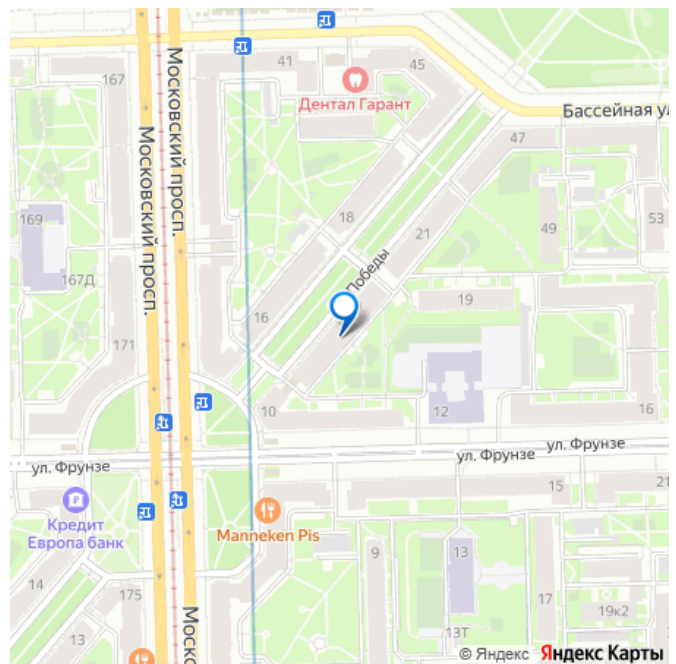 167
41
45
Дентал Гарант
Бассейная ул
47
Московский просп.
Московский просп.
169
18
21
49
53
167Д
Победы
19
16
171
10
12
16
ул. Фрунзе
ул. Фрунзе
ул. Фрунзе
15
21
Кредит
Европа банк
Manneken Pis
9
13
14
175
17
19к2
13
13Т
Моско
© Яндекс Яндекс Карты